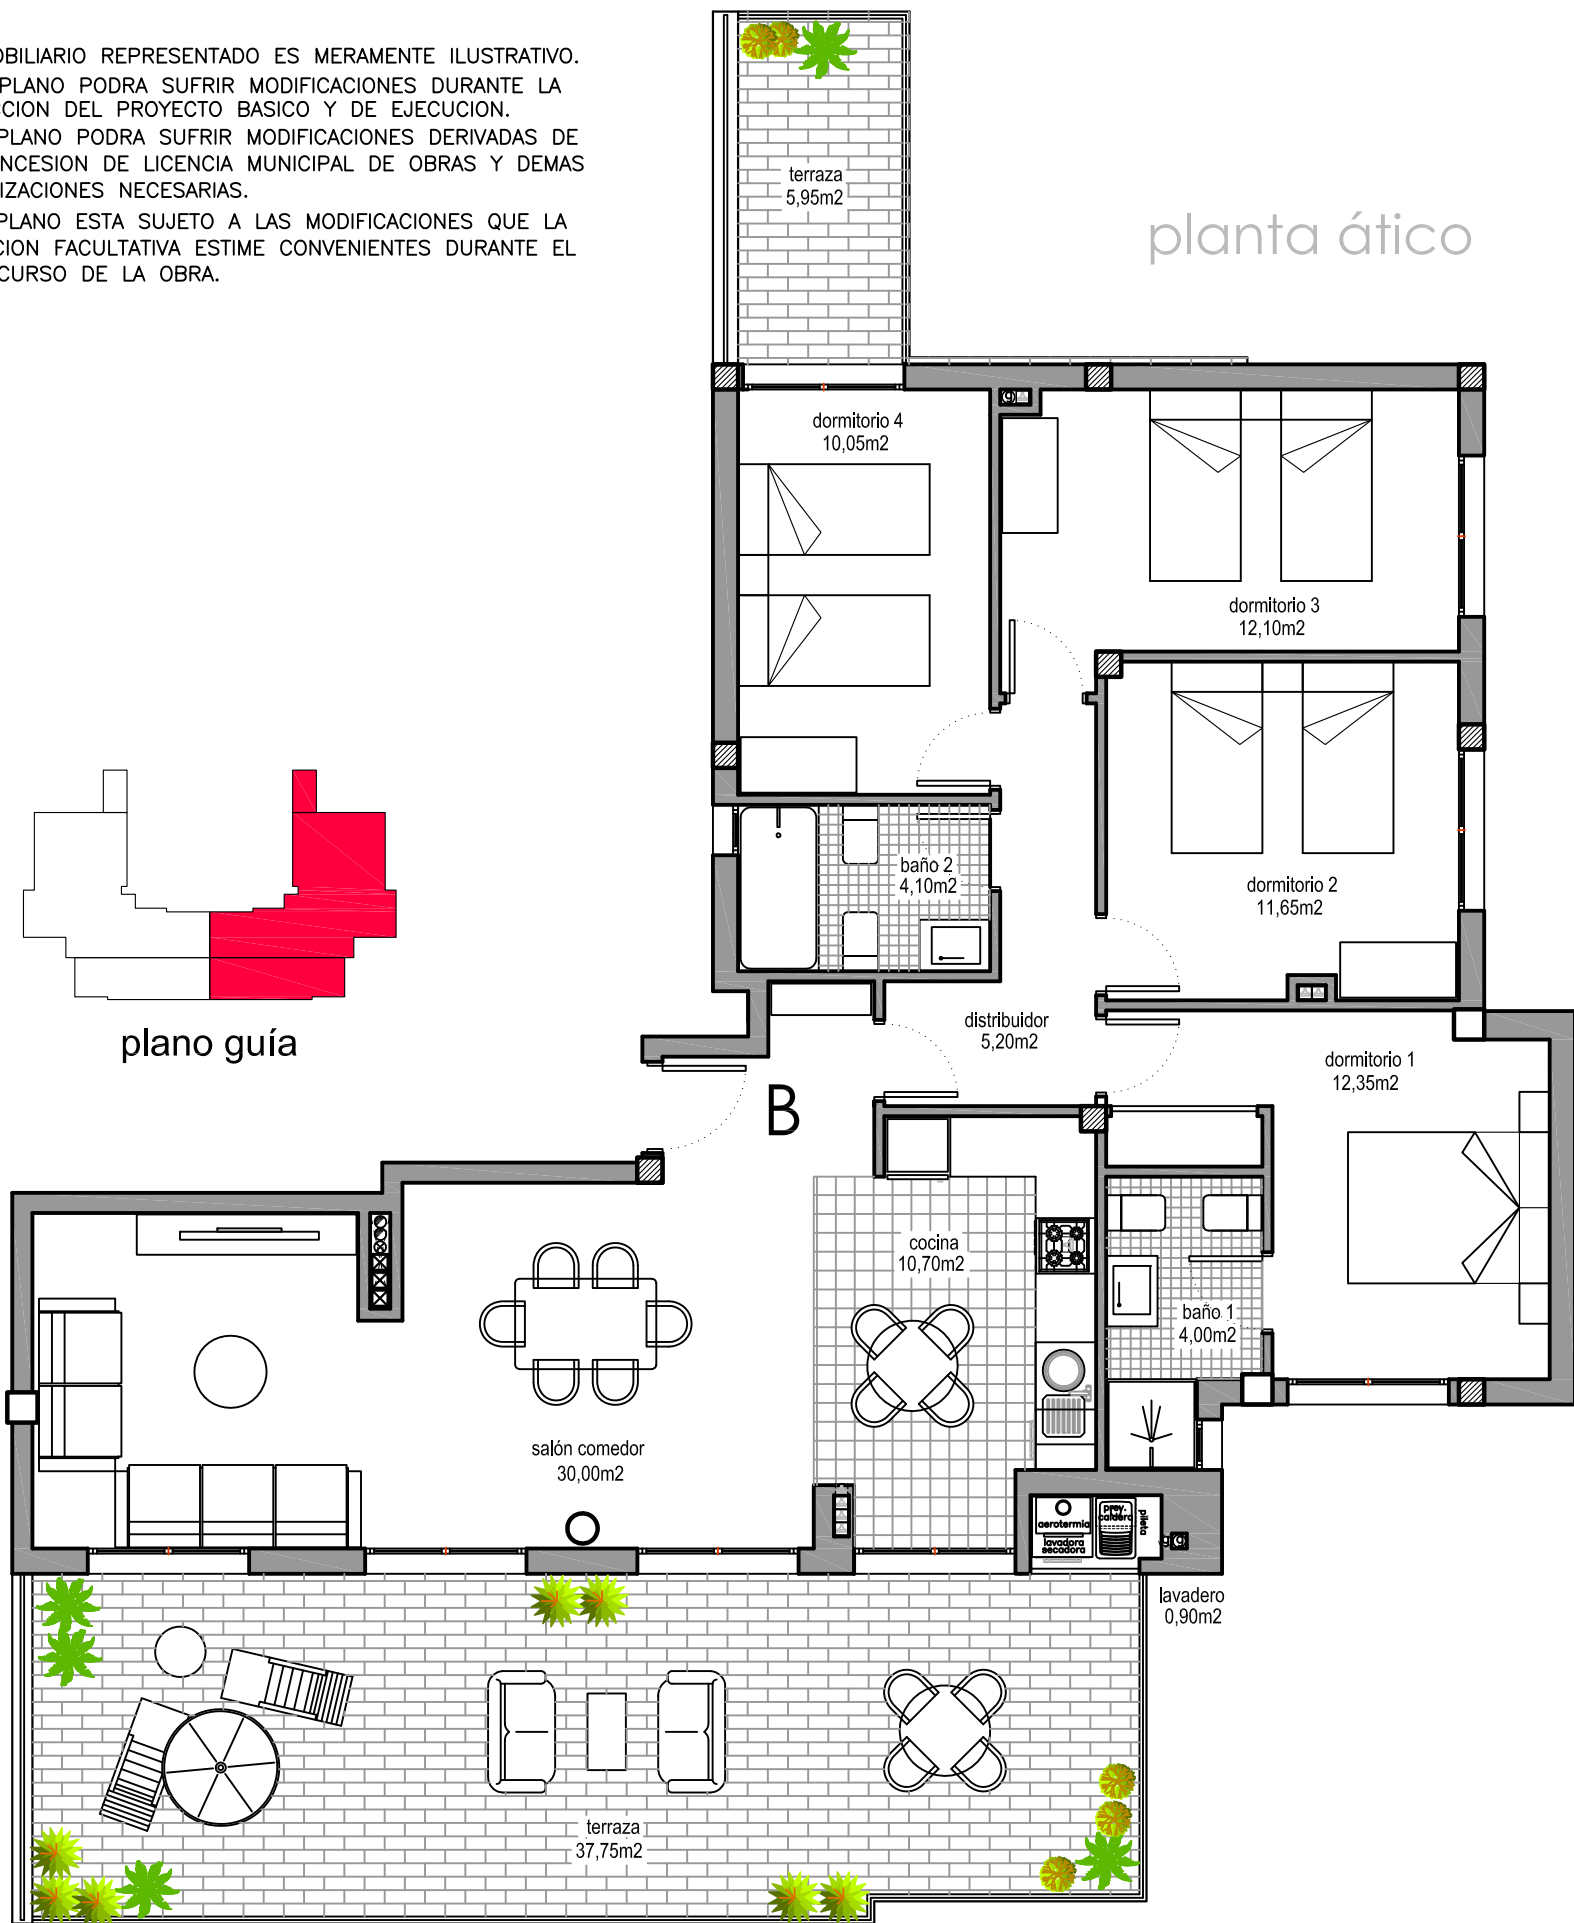 OBILIARIO REPRESENTADO ES MERAMENTE ILUSTRATIVO.
PLANO PODRA SUFRIR MODIFICACIONES DURANTE LA
CCION DEL PROYECTO BASICO Y DE EJECUCION.
PLANO PODRA SUFRIR MODIFICACIONES DERIVADAS DE
NCESION DE LICENCIA MUNICIPAL DE OBRAS Y DEMAS
IZACIONES NECESARIAS.
PLANO ESTA SUJETO A LAS MODIFICACIONES QUE LA
CION FACULTATIVA ESTIME CONVENIENTES DURANTE EL
CURSO DE LA OBRA.
terraza
5,95m2
planta ático
dormitorio 4
10,05m2
dormitorio 3
12,10m2
baño 2
4,10m2
dormitorio 2
11,65m2
plano guía
distribuidor
5,20m2
dormitorio 1
12,35m2
B
cocina
10,70m2
baño 1
4,00m2
salón comedor
30,00m2
aerotermia
lavadora
secadora
prev.
caldera
pileta
lavadero
0,90m2
terraza
37,75m2